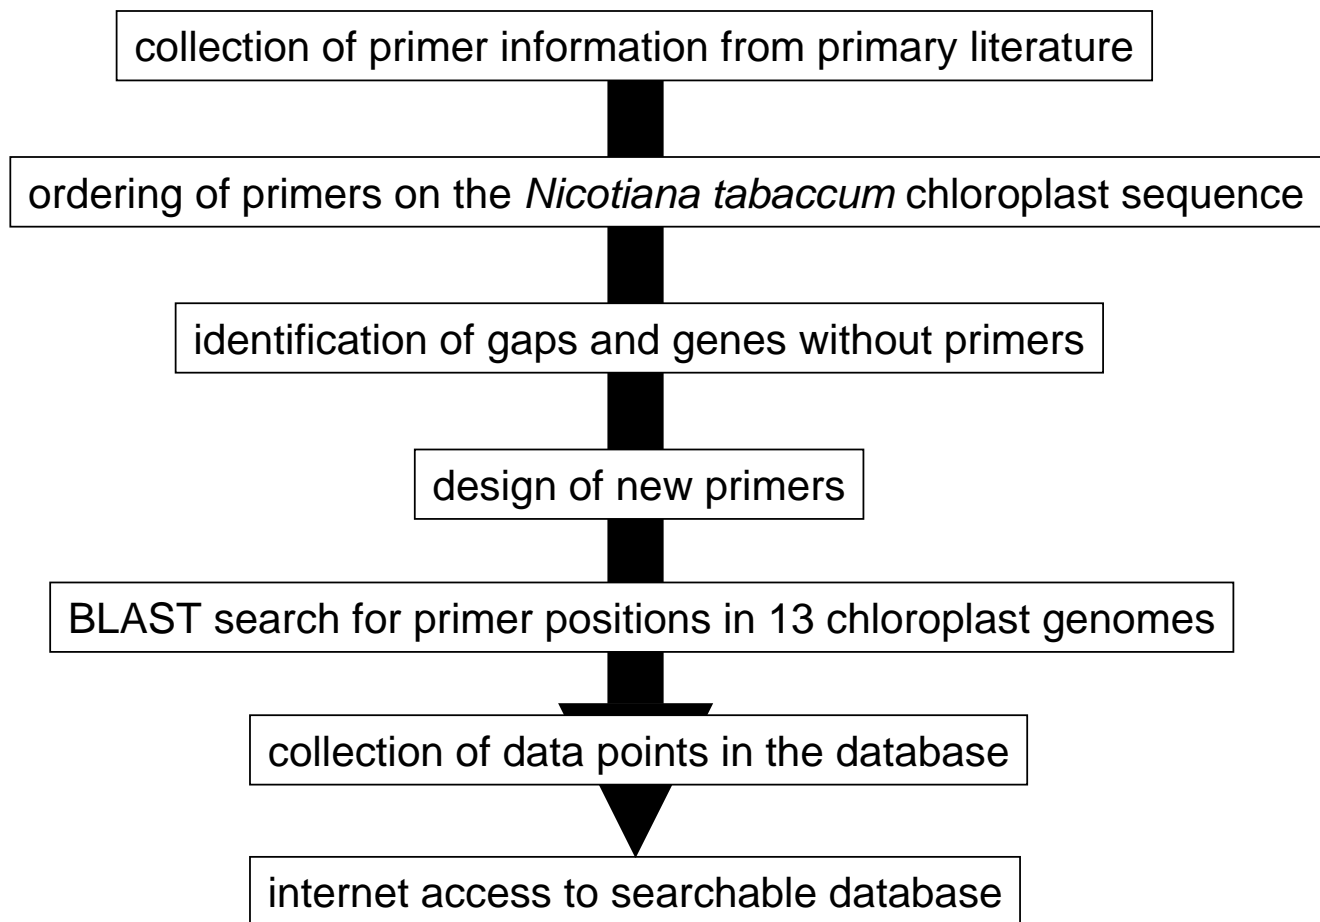 collection of primer information from primary literature
ordering of primers on the Nicotiana tabaccum chloroplast sequence
identification of gaps and genes without primers
design of new primers
BLAST search for primer positions in 13 chloroplast genomes
collection of data points in the database
internet access to searchable database